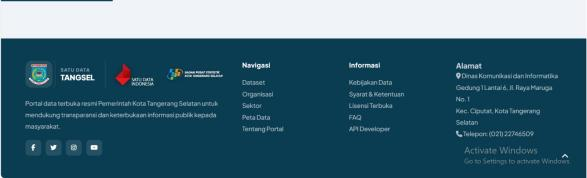 SATU DATA
TANGSEL
SATU DATA
INDONESIA
BADAN PUSAT STATISTIK
KOTA TANGERANG SELATAN
Portal data terbuka resmi Pemerintah Kota Tangerang Selatan untuk
mendukung transparansi dan keterbukaan informasi publik kepada
masyarakat.
Navigasi
Dataset
Organisasi
Sektor
Peta Data
Tentang Portal
Informasi
Kebijakan Data
Syarat & Ketentuan
Lisensi Terbuka
FAQ
API Developer
Alamat
Dinas Komunikasi dan Informatika
Gedung 1 Lantai 6, Jl. Raya Maruga
No. 1
Kec. Ciputat, Kota Tangerang
Selatan
Telepon: (021) 22746509
Activate Windows
Go to Settings to activate Windows.